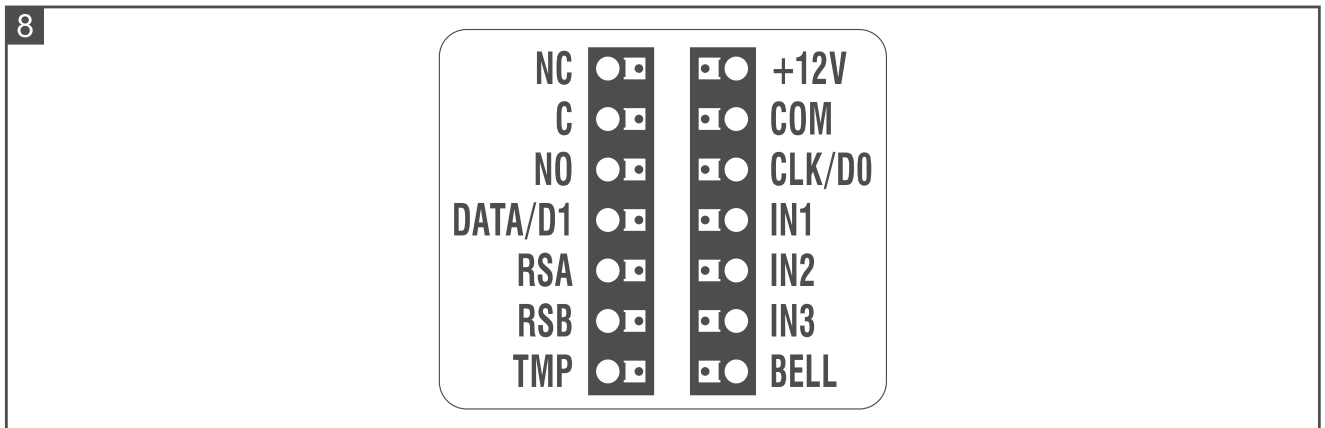 8
NC +12V
C COM
NO CLK/D0
DATA/D1 IN1
RSA IN2
RSB IN3
TMP BELL